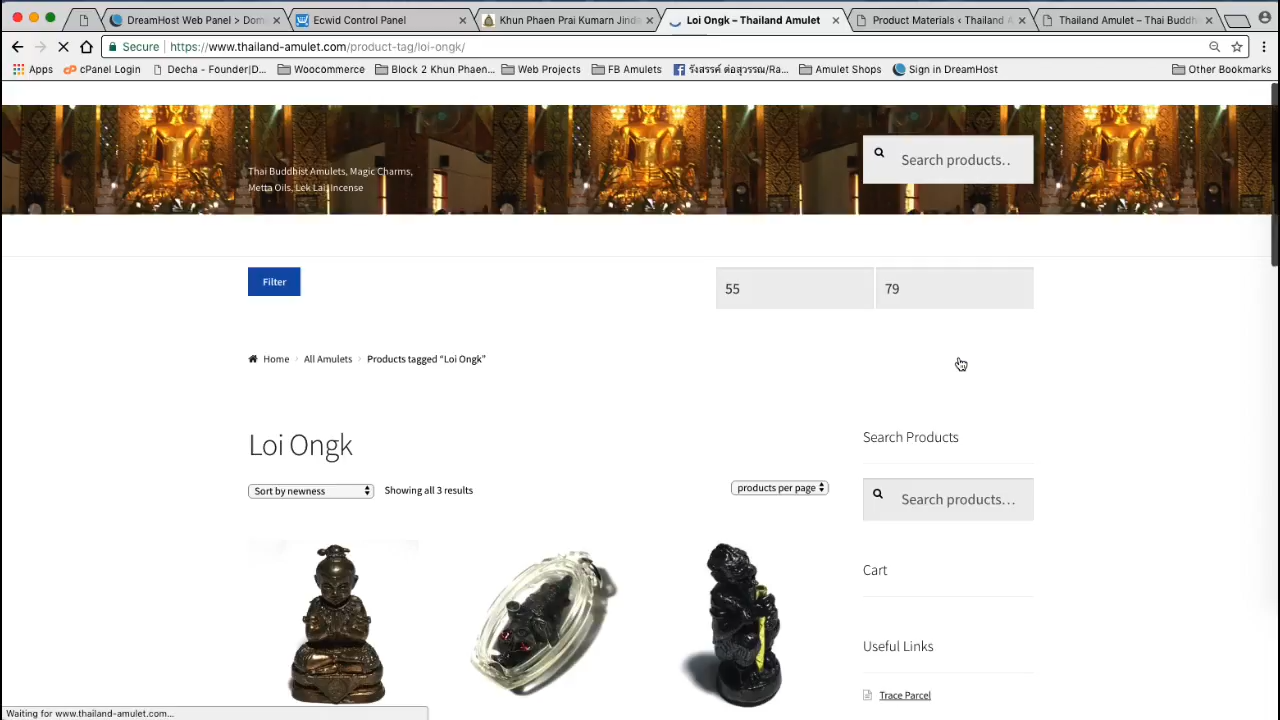 DreamHost Web Panel > Dom
Ecwid Control Panel
Khun Phaen Prai Kumarn Jinda
Loi Ongk – Thailand Amulet
Product Materials ‹ Thailand A
Thailand Amulet – Thai Buddh
Secure
https://www.thailand-amulet.com/product-tag/loi-ongk/
Apps
cPanel Login
Decha - Founder|D...
Woocommerce
Block 2 Khun Phaen...
Web Projects
FB Amulets
รังสรรค์ ต่อสุวรรณ/Ra...
Amulet Shops
Sign in DreamHost
Other Bookmarks
Thai Buddhist Amulets, Magic Charms,
Metta Oils, Lek Lai, Incense
Search products..
Filter
55
79
Home
All Amulets
Products tagged “Loi Ongk”
Loi Ongk
Search Products
Sort by newness
Showing all 3 results
products per page
Search products…
Cart
Useful Links
Trace Parcel
Waiting for www.thailand-amulet.com...